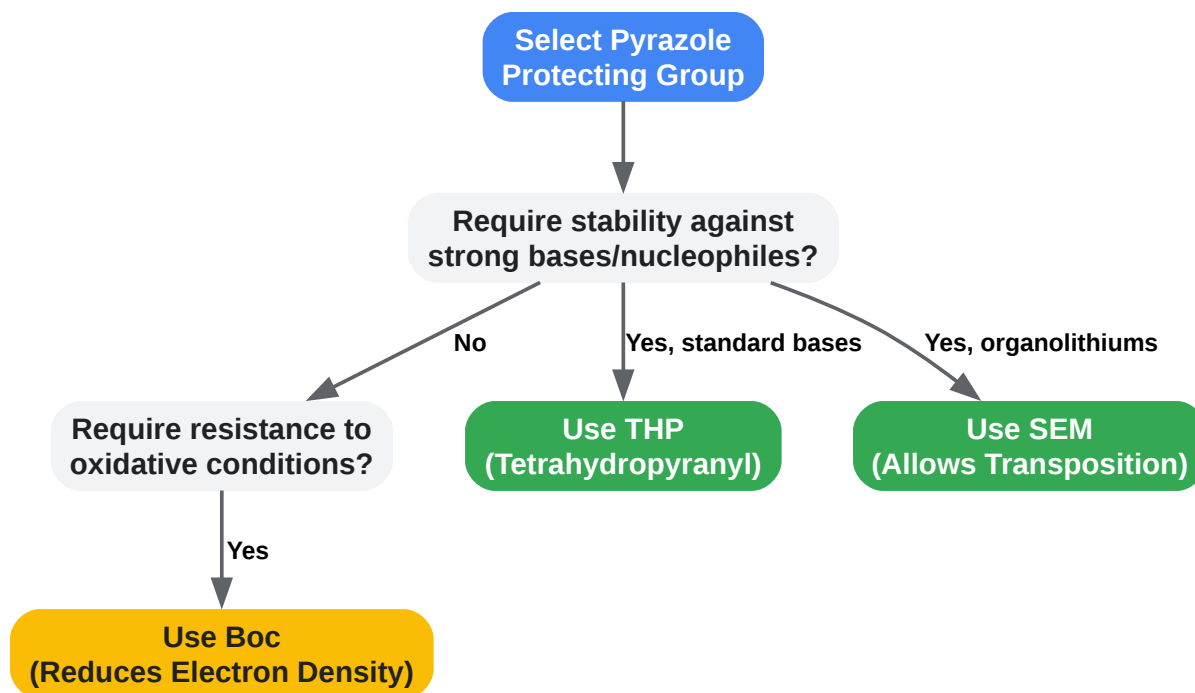 Select Pyrazole
Protecting Group
Require stability against
strong bases/nucleophiles?
No
Yes, standard bases
Yes, organolithiums
Require resistance to
oxidative conditions?
Use THP
(Tetrahydropyranyl)
Use SEM
(Allows Transposition)
Yes
Use Boc
(Reduces Electron Density)